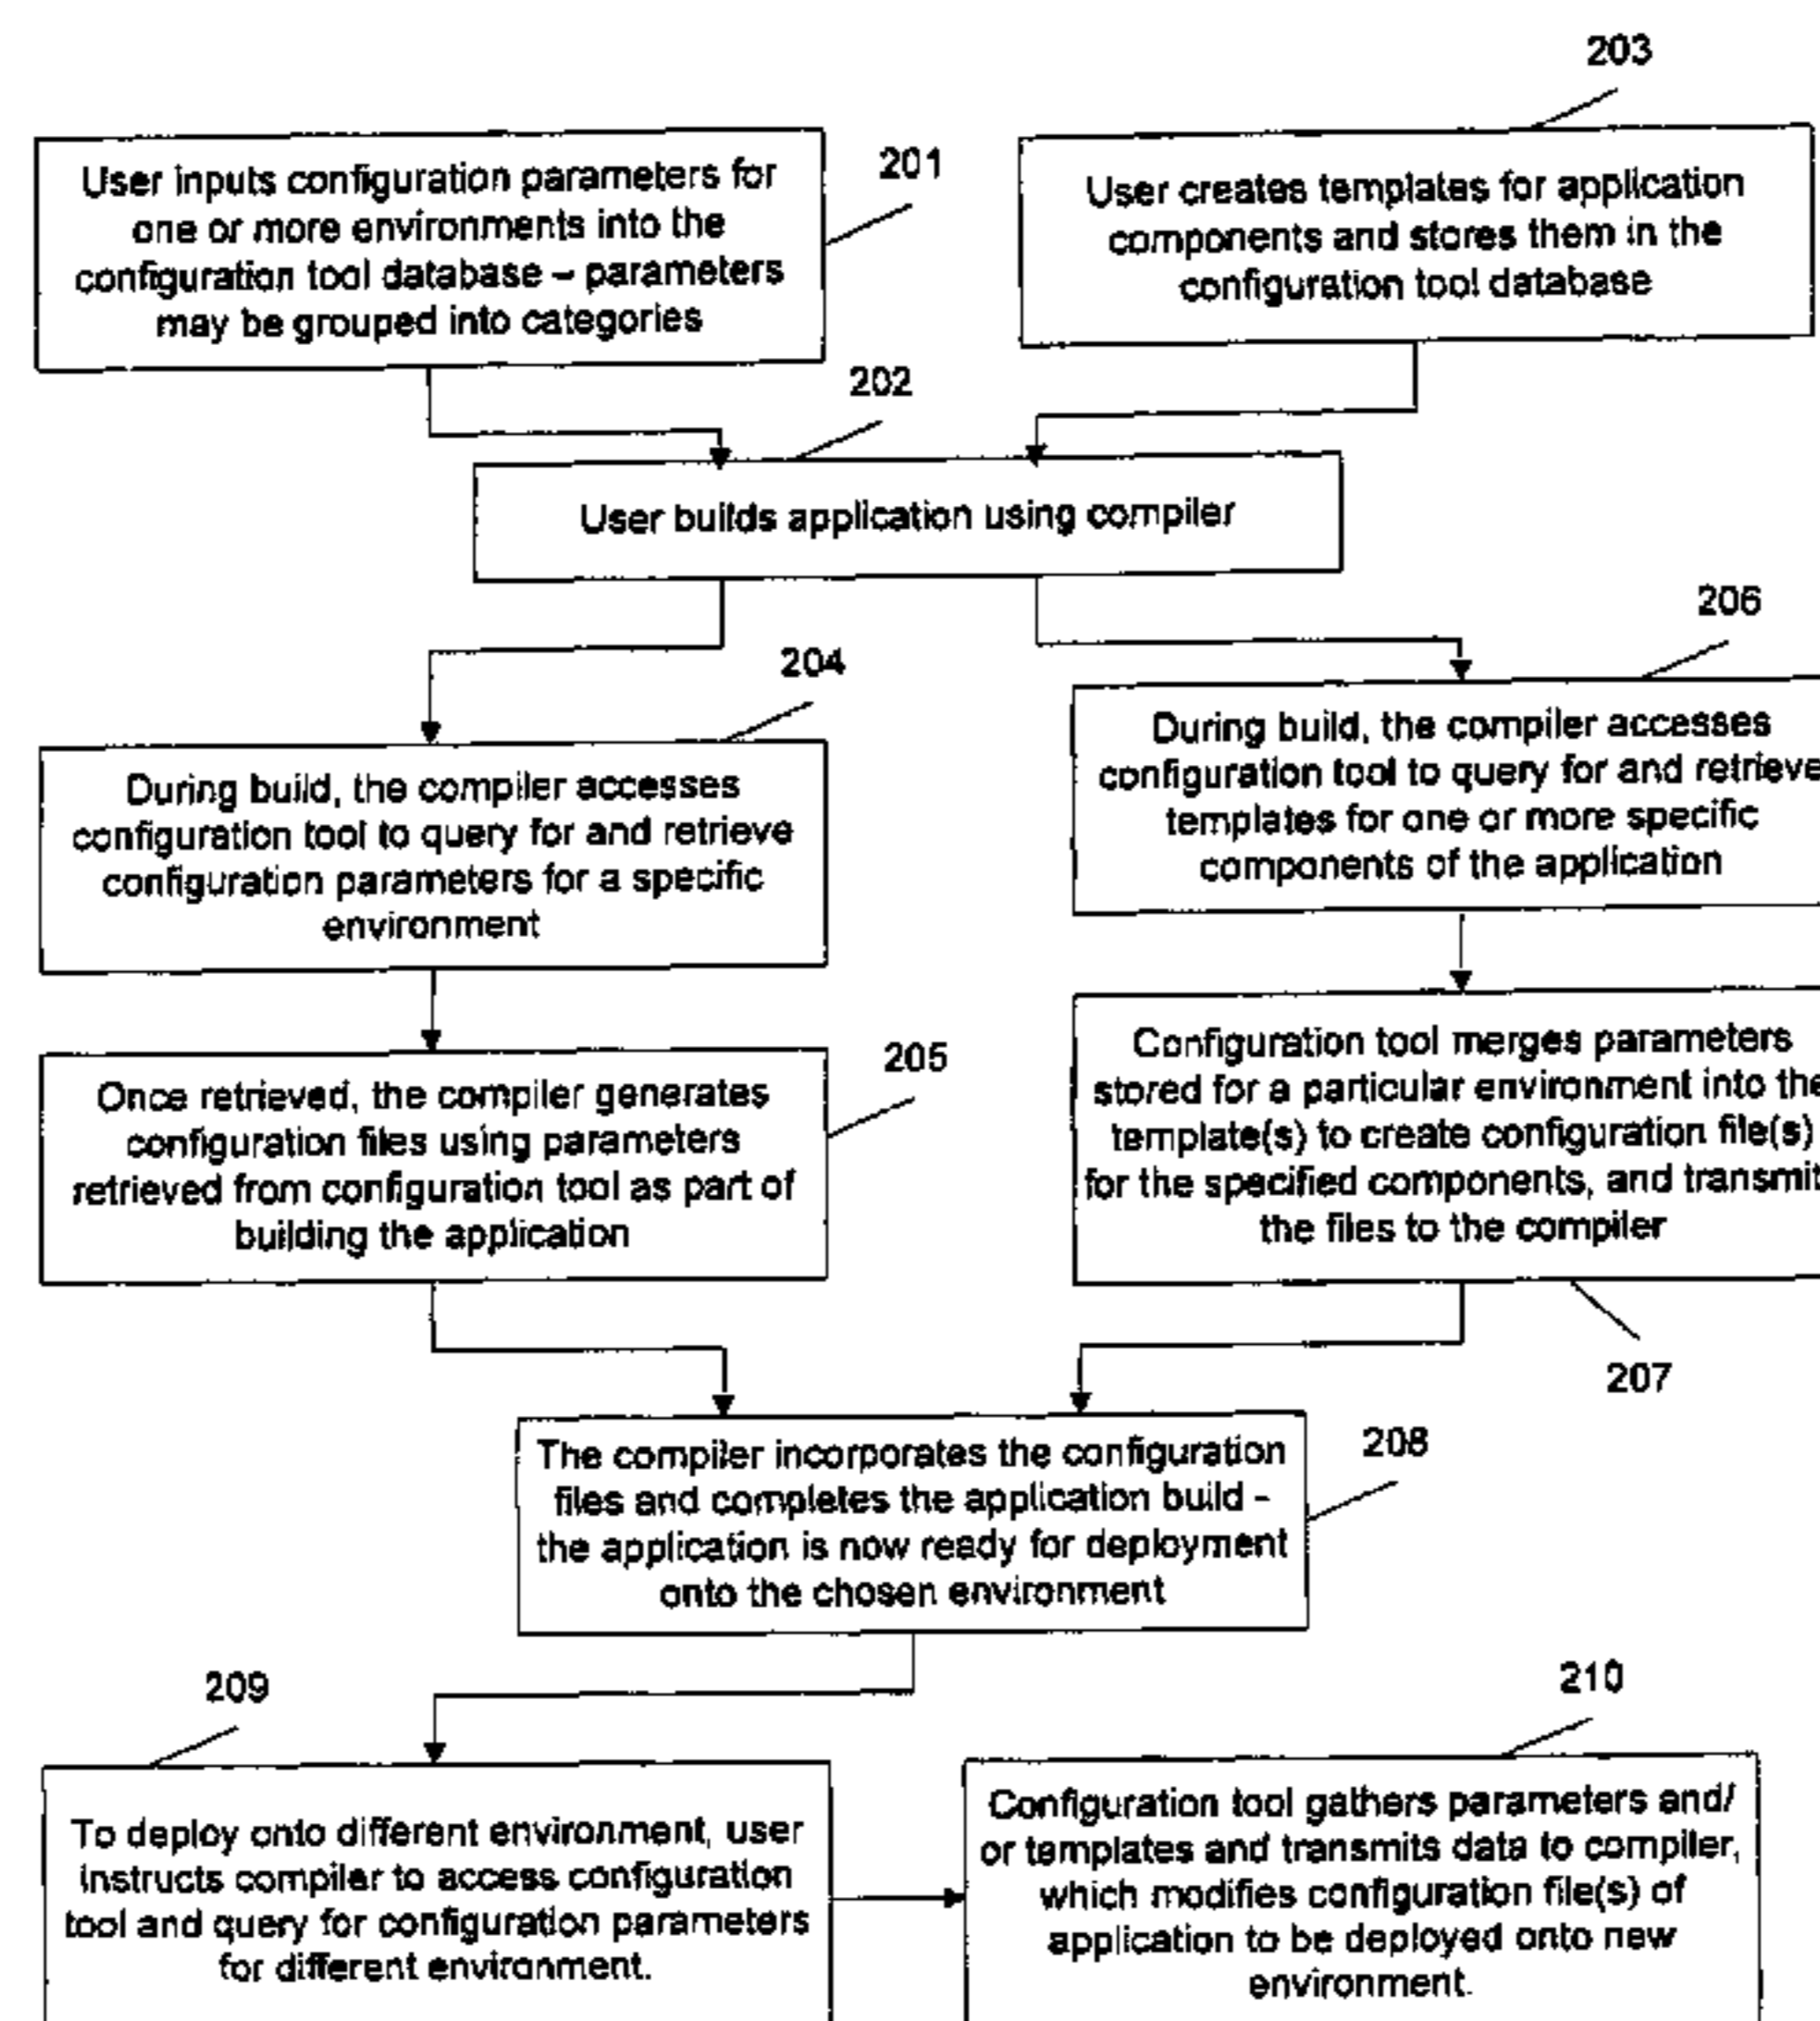 203
201
User inputs configuration parameters for
one or more environments into the
configuration tool database – parameters
may be grouped into categories
User creates templates for application
components and stores them in the
configuration tool database
202
User builds application using compiler
206
204
During build, the compiler accesses
configuration tool to query for and retrieve
configuration parameters for a specific
environment
During build, the compiler accesses
configuration tool to query for and retrieve
templates for one or more specific
components of the application
205
Once retrieved, the compiler generates
configuration files using parameters
retrieved from configuration tool as part of
building the application
Configuration tool merges parameters
stored for a particular environment into the
template(s) to create configuration file(s)
for the specified components, and transmit
the files to the compiler
207
208
The compiler incorporates the configuration
files and completes the application build -
the application is now ready for deployment
onto the chosen environment
209
210
To deploy onto different environment, user
instructs compiler to access configuration
tool and query for configuration parameters
for different environment.
Configuration tool gathers parameters and/
or templates and transmits data to compiler,
which modifies configuration file(s) of
application to be deployed onto new
environment.